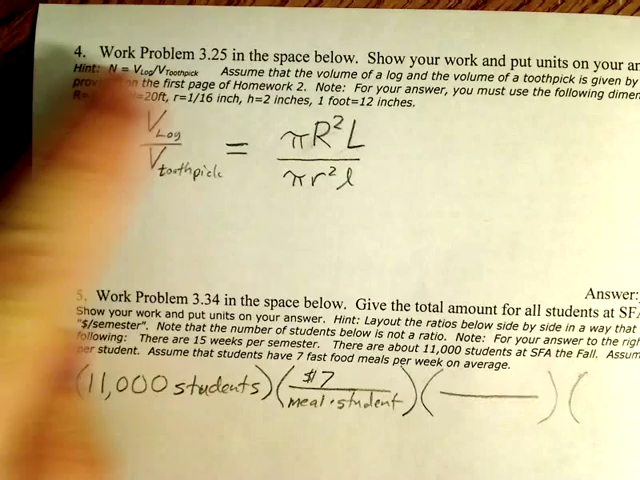 4. Work Problem 3.25 in the space below. Show your work and put units on your an
Hint: N = VLog/VToothpick Assume that the volume of a log and the volume of a toothpick is given by
on the first page of Homework 2. Note: For your answer, you must use the following dimen
=20ft, r=1/16 inch, h=2 inches, 1 foot=12 inches.
VLog / Vtoothpick = πR²L / πr²l
Answer:
5. Work Problem 3.34 in the space below. Give the total amount for all students at SFA
Show your work and put units on your answer. Hint: Layout the ratios below side by side in a way that
"$/semester". Note that the number of students below is not a ratio. Note: For your answer to the righ
following: There are 15 weeks per semester. There are about 11,000 students at SFA the Fall. Assum
per student. Assume that students have 7 fast food meals per week on average.
(11,000 students) ($7 / meal·student) (____) (